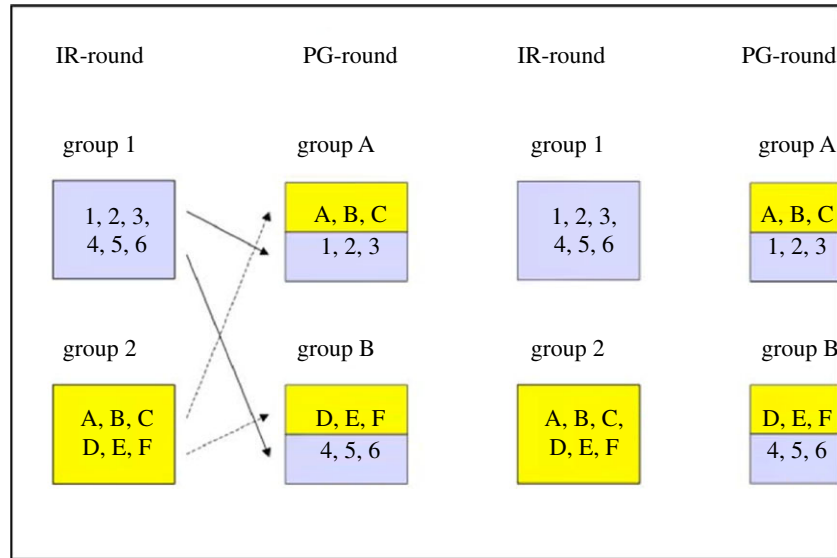 IR-round PG-round IR-round PG-round
group 1 group A group 1 group A
1, 2, 3,
4, 5, 6
A, B, C
1, 2, 3
1, 2, 3,
4, 5, 6
A, B, C
1, 2, 3
group 2 group B group 2 group B
A, B, C
D, E, F
D, E, F
4, 5, 6
A, B, C,
D, E, F
D, E, F
4, 5, 6